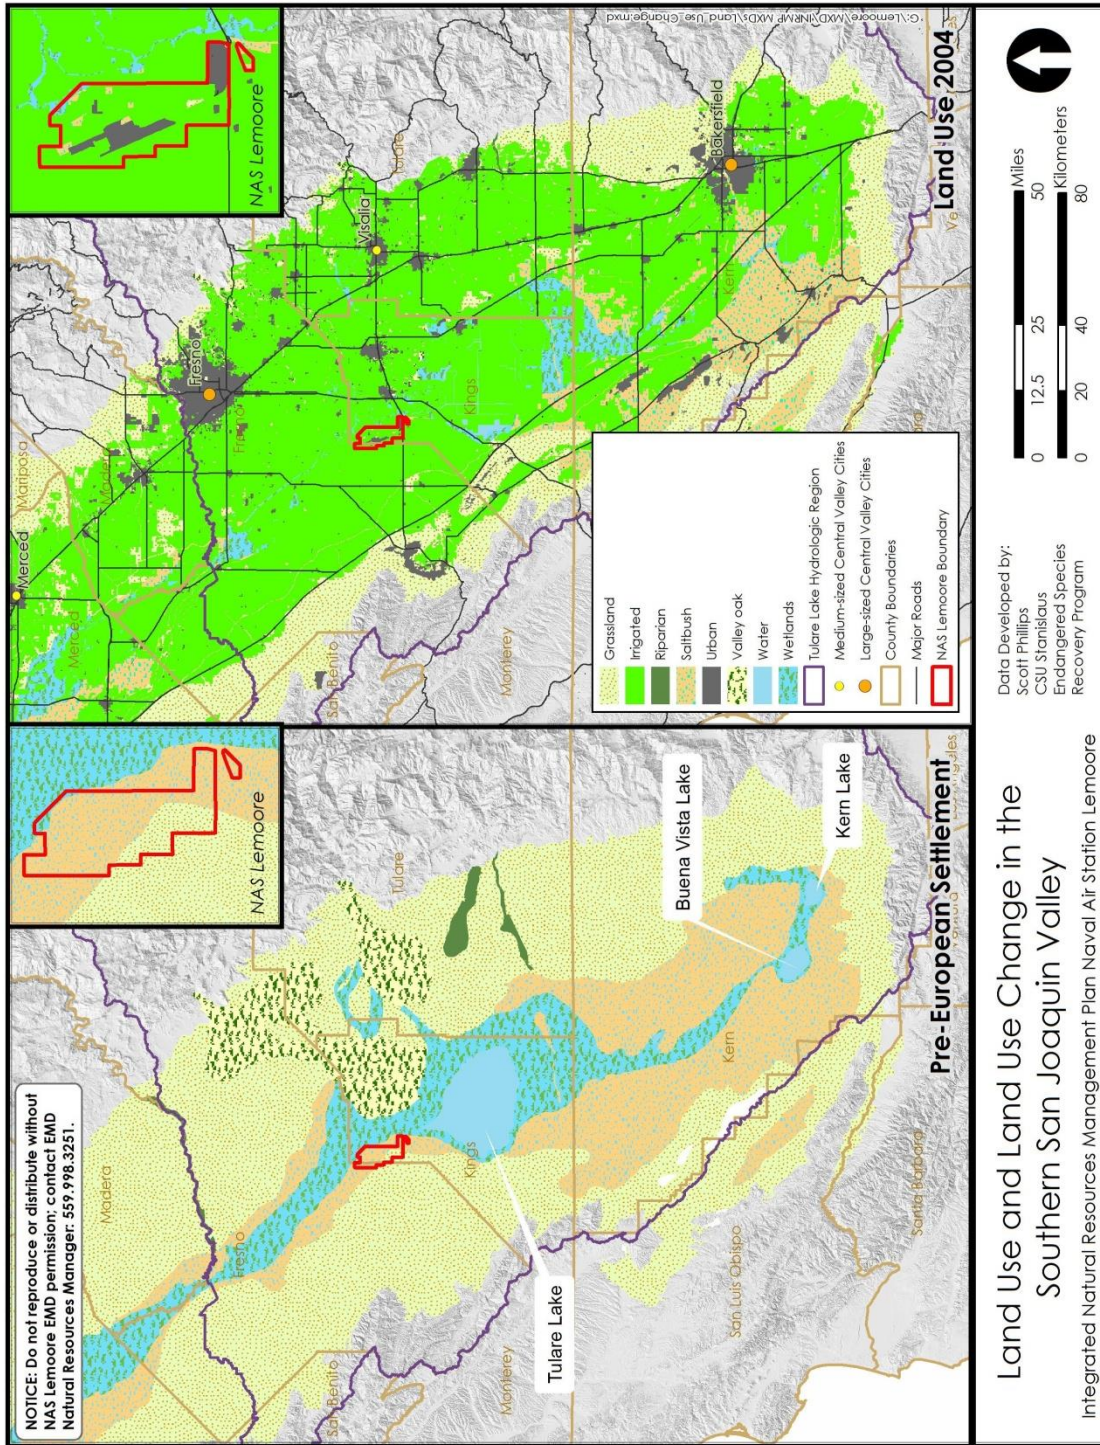 NOTICE: Do not reproduce or distribute without
NAS Lemoore EMD permission; contact EMD
Natural Resources Manager: 559.998.3251.
Madera
Fresno
San Benito
Monterey
Tulare
Kings
Kern
San Luis Obispo
Santa Barbara
Tulare Lake
Buena Vista Lake
Kern Lake
NAS Lemoore
Pre-European Settlement
Merced
Merced
Mariposa
Madera
Fresno
Fresno
San Benito
Monterey
Tulare
Visalia
Kings
Kern
Bakersfield
NAS Lemoore
"G:\Lemoore\_MXD\INRMP MXDs\Land_Use_Change.mxd
Land Use 2004
Grassland
Irrigated
Riparian
Saltbush
Urban
Valley oak
Water
Wetlands
Tulare Lake Hydrologic Region
Medium-sized Central Valley Cities
Large-sized Central Valley Cities
County Boundaries
Major Roads
NAS Lemoore Boundary
Land Use and Land Use Change in the
Southern San Joaquin Valley
Integrated Natural Resources Management Plan Naval Air Station Lemoore
Data Developed by:
Scott Phillips
CSU Stanislaus
Endangered Species
Recovery Program
0 12.5 25 50
Miles
0 20 40 80
Kilometers